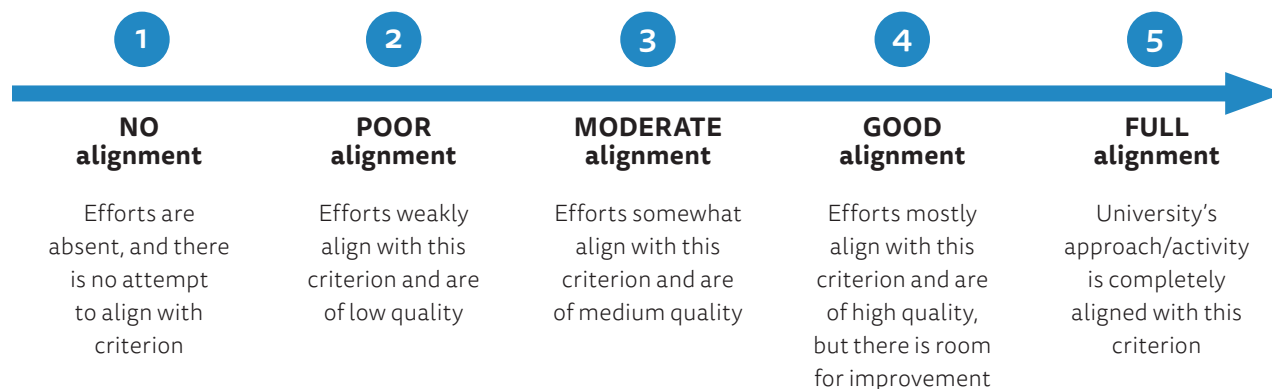 1
2
3
4
5
NO
alignment
POOR
alignment
MODERATE
alignment
GOOD
alignment
FULL
alignment
Efforts are
absent, and there
is no attempt
to align with
criterion
Efforts weakly
align with this
criterion and are
of low quality
Efforts somewhat
align with this
criterion and are
of medium quality
Efforts mostly
align with this
criterion and are
of high quality,
but there is room
for improvement
University’s
approach/activity
is completely
aligned with this
criterion